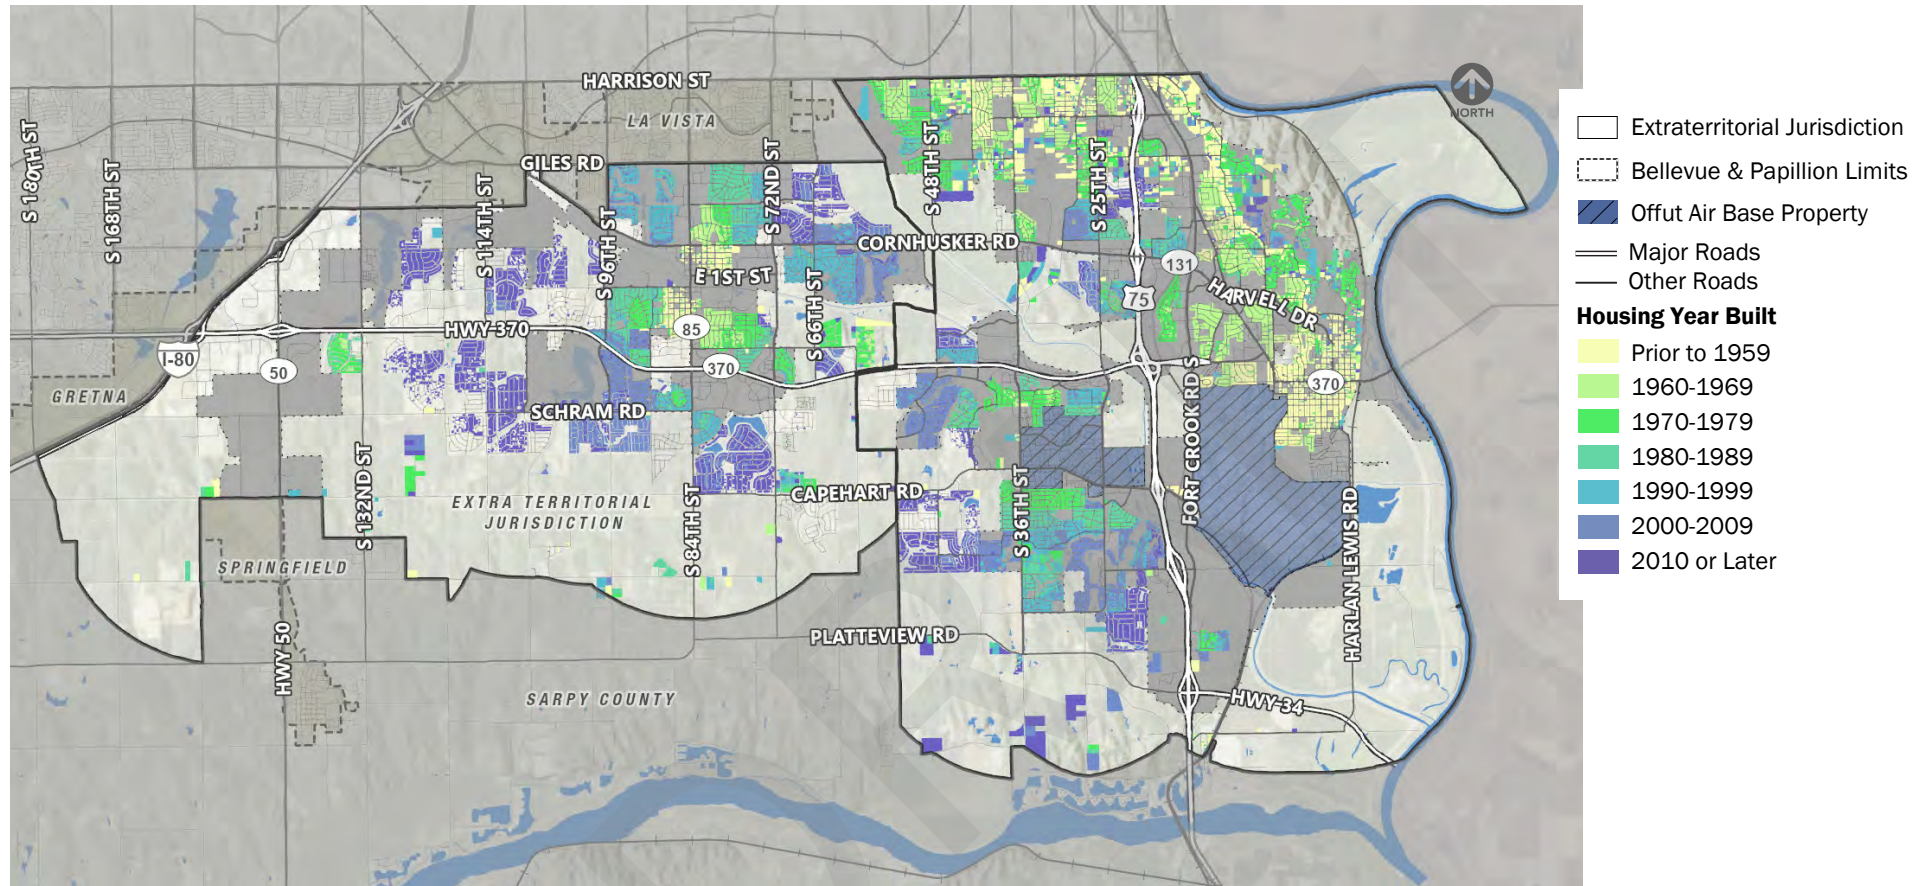 HARRISON ST
LA VISTA
GILES RD
S 180TH ST
S 168TH ST
S 114TH ST
S 96TH ST
S 72ND ST
S 48TH ST
S 25TH ST
NORTH
CORNHUSKER RD
E 1ST ST
S 66TH ST
131
75
HARVELL DR
HWY-370
85
I-80
50
370
370
GRETNA
SCHRAM RD
FORT CROOK RD S
S 132ND ST
EXTRA TERRITORIAL
JURISDICTION
S 84TH ST
CAPEHART RD
S 36TH ST
HARLAN LEWIS RD
SPRINGFIELD
HWY 50
PLATTEVIEW RD
SARPY COUNTY
HWY-34
Extraterritorial Jurisdiction
Bellevue & Papillion Limits
Offut Air Base Property
Major Roads
Other Roads
Housing Year Built
Prior to 1959
1960-1969
1970-1979
1980-1989
1990-1999
2000-2009
2010 or Later